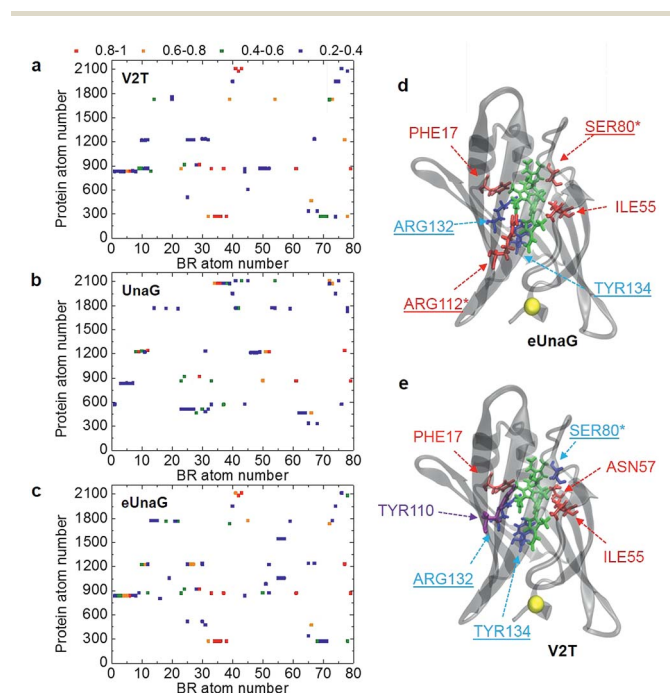 0.8-1 0.6-0.8 0.4-0.6 0.2-0.4
a
V2T
Protein atom number
2100
1800
1500
1200
900
600
300
0 10 20 30 40 50 60 70 80
BR atom number
b
UnaG
Protein atom number
2100
1800
1500
1200
900
600
300
0 10 20 30 40 50 60 70 80
BR atom number
c
eUnaG
Protein atom number
2100
1800
1500
1200
900
600
300
0 10 20 30 40 50 60 70 80
BR atom number
d
PHE17
SER80*
ILE55
ARG132
TYR134
ARG112*
eUnaG
e
PHE17
SER80*
ASN57
TYR110
ILE55
ARG132
TYR134
V2T